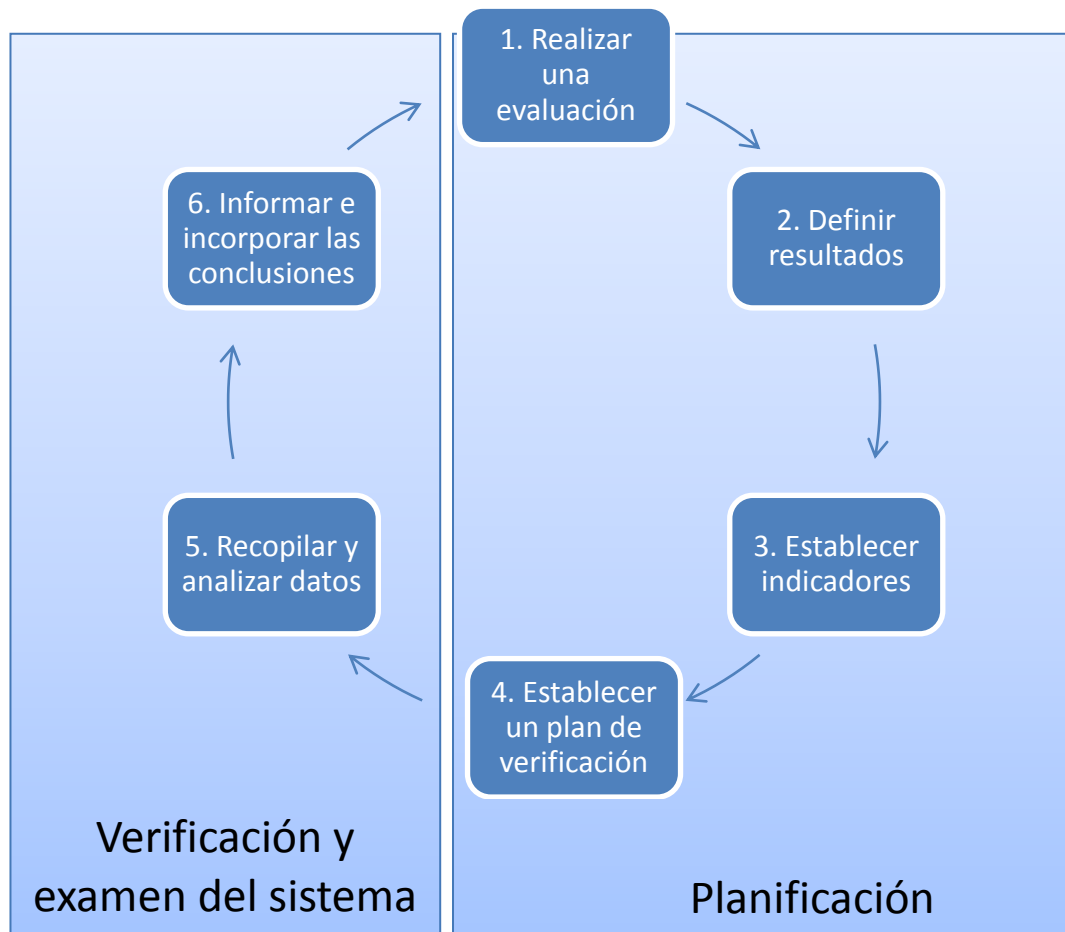 1. Realizar
una
evaluación
2. Definir
resultados
3. Establecer
indicadores
4. Establecer
un plan de
verificación
5. Recopilar y
analizar datos
6. Informar e
incorporar las
conclusiones
Verificación y
examen del sistema
Planificación